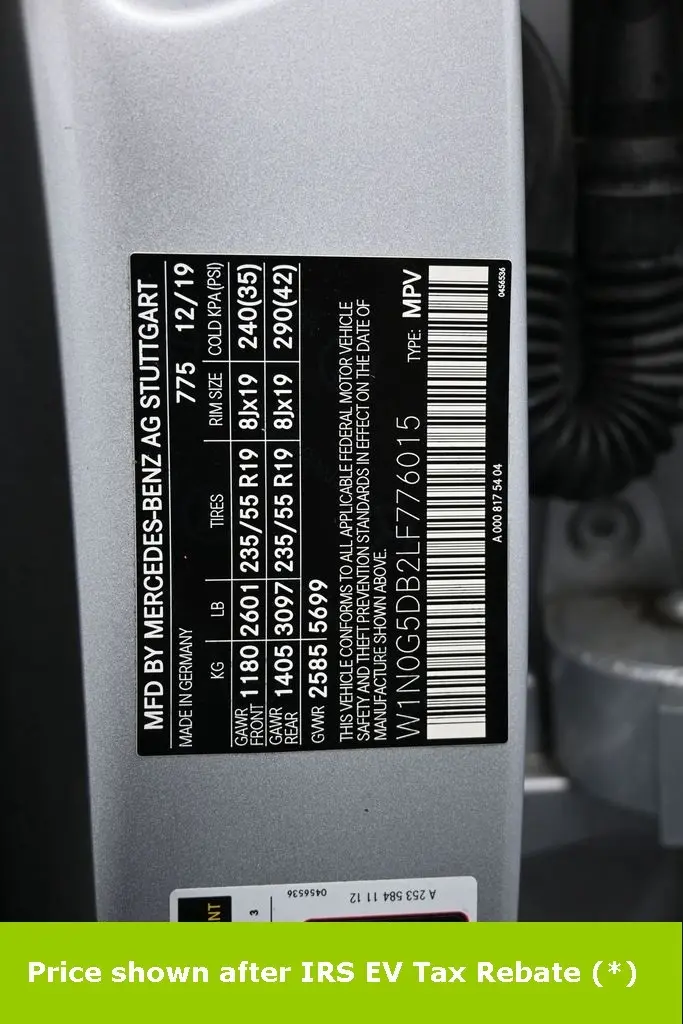 MFD BY MERCEDES-BENZ AG STUTTGART
MADE IN GERMANY 775 12/19
KG LB TIRES RIM SIZE COLD KPA (PSI)
GAWR FRONT 1180 2601 235/55 R19 8Jx19 240(35)
GAWR REAR 1405 3097 235/55 R19 8Jx19 290(42)
GVWR 2585 5699
THIS VEHICLE CONFORMS TO ALL APPLICABLE FEDERAL MOTOR VEHICLE
SAFETY AND THEFT PREVENTION STANDARDS IN EFFECT ON THE DATE OF
MANUFACTURE SHOWN ABOVE.
W1N0G5DB2LF776015 TYPE: MPV
A 000 817 54 04 0456536
A 253 584 11 12 0456536
3
NT
Price shown after IRS EV Tax Rebate (*)